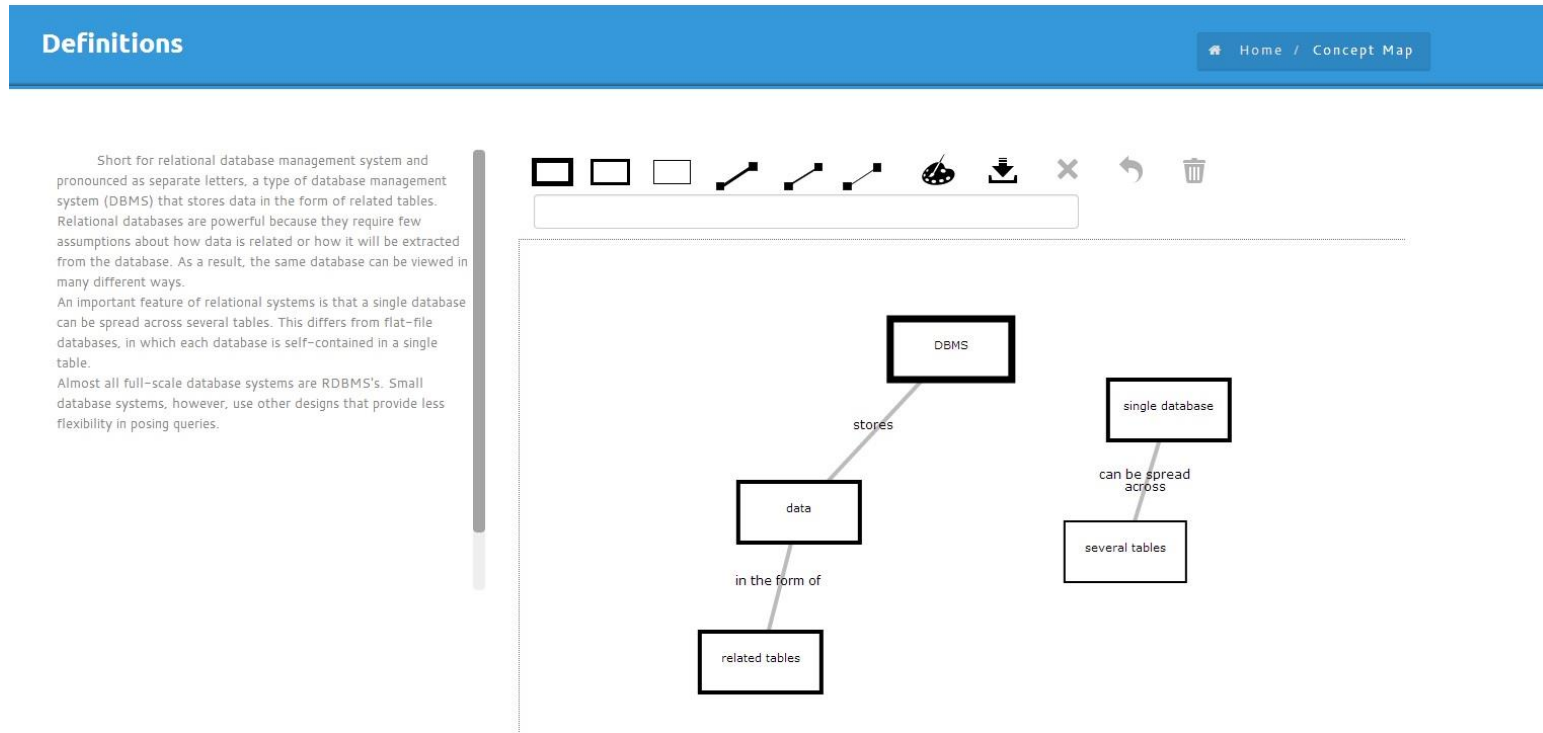 Definitions
Home / Concept Map
Short for relational database management system and
pronounced as separate letters, a type of database management
system (DBMS) that stores data in the form of related tables.
Relational databases are powerful because they require few
assumptions about how data is related or how it will be extracted
from the database. As a result, the same database can be viewed in
many different ways.
An important feature of relational systems is that a single database
can be spread across several tables. This differs from flat-file
databases, in which each database is self-contained in a single
table.
Almost all full-scale database systems are RDBMS's. Small
database systems, however, use other designs that provide less
flexibility in posing queries.
DBMS
single database
stores
can be spread
across
data
several tables
in the form of
related tables